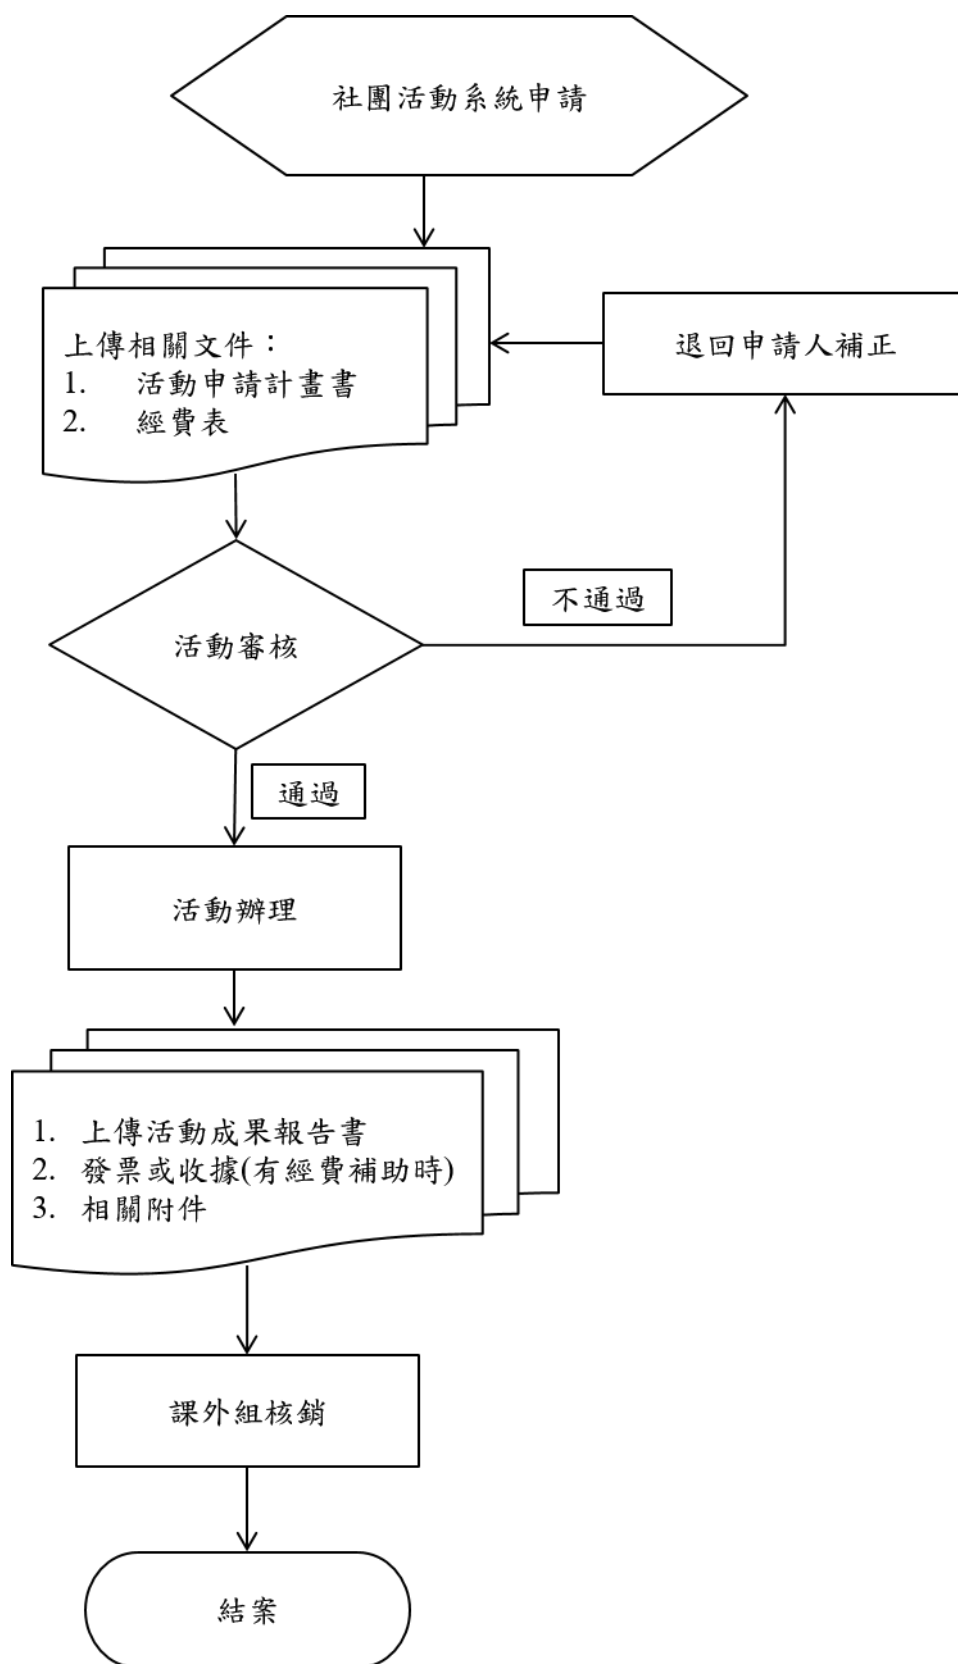 社團活動系統申請
上傳相關文件：
1. 活動申請計畫書
2. 經費表
退回申請人補正
不通過
活動審核
通過
活動辦理
1. 上傳活動成果報告書
2. 發票或收據(有經費補助時)
3. 相關附件
課外組核銷
結案